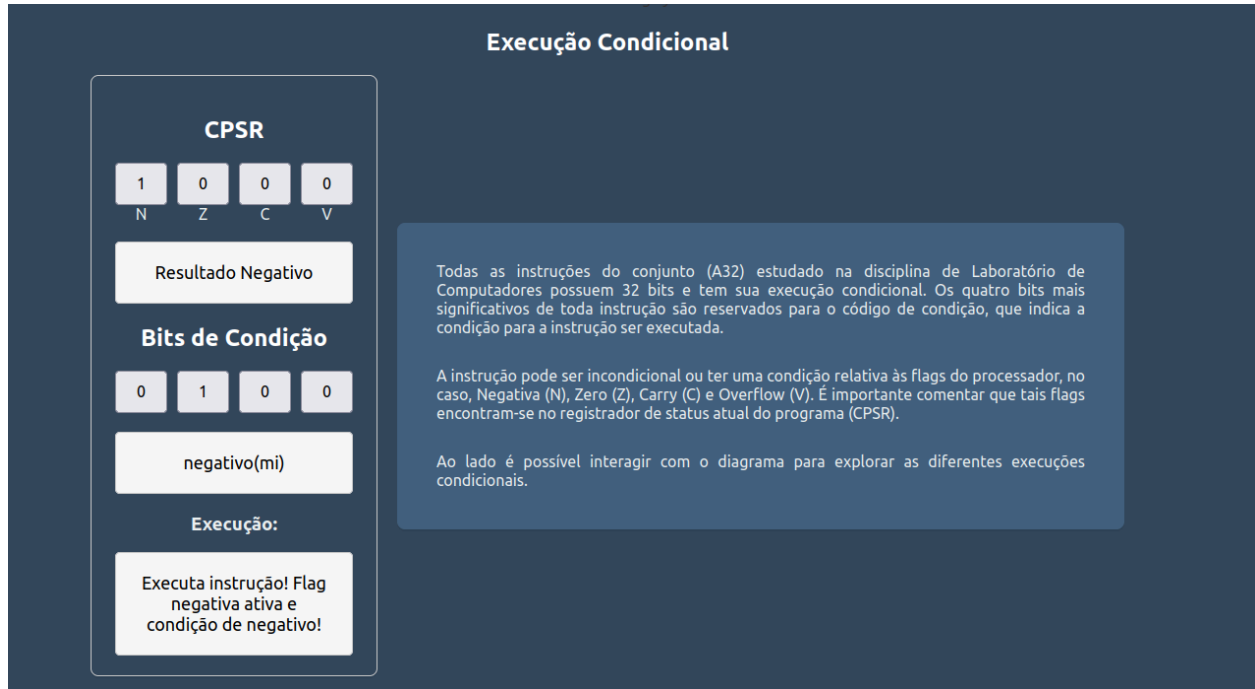 Execução Condicional
CPSR
1 0 0 0
N Z C V
Resultado Negativo
Bits de Condição
0 1 0 0
negativo(mi)
Execução:
Executa instrução! Flag
negativa ativa e
condição de negativo!
Todas as instruções do conjunto (A32) estudado na disciplina de Laboratório de
Computadores possuem 32 bits e tem sua execução condicional. Os quatro bits mais
significativos de toda instrução são reservados para o código de condição, que indica a
condição para a instrução ser executada.
A instrução pode ser incondicional ou ter uma condição relativa às flags do processador, no
caso, Negativa (N), Zero (Z), Carry (C) e Overflow (V). É importante comentar que tais flags
encontram-se no registrador de status atual do programa (CPSR).
Ao lado é possível interagir com o diagrama para explorar as diferentes execuções
condicionais.